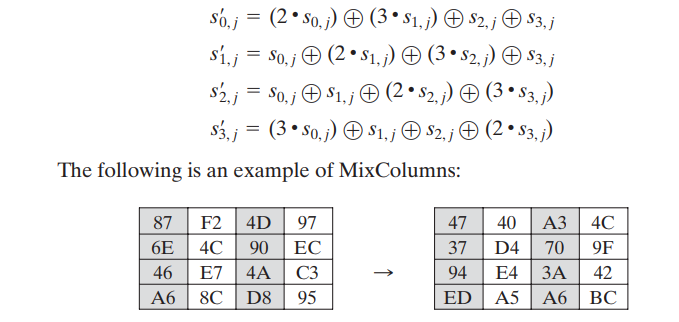 s′0, j = (2 • s0, j) ⊕ (3 • s1, j) ⊕ s2, j ⊕ s3, j
s′1, j = s0, j ⊕ (2 • s1, j) ⊕ (3 • s2, j) ⊕ s3, j
s′2, j = s0, j ⊕ s1, j ⊕ (2 • s2, j) ⊕ (3 • s3, j)
s′3, j = (3 • s0, j) ⊕ s1, j ⊕ s2, j ⊕ (2 • s3, j)
The following is an example of MixColumns:
87 F2 4D 97 47 40 A3 4C
6E 4C 90 EC 37 D4 70 9F
46 E7 4A C3 → 94 E4 3A 42
A6 8C D8 95 ED A5 A6 BC